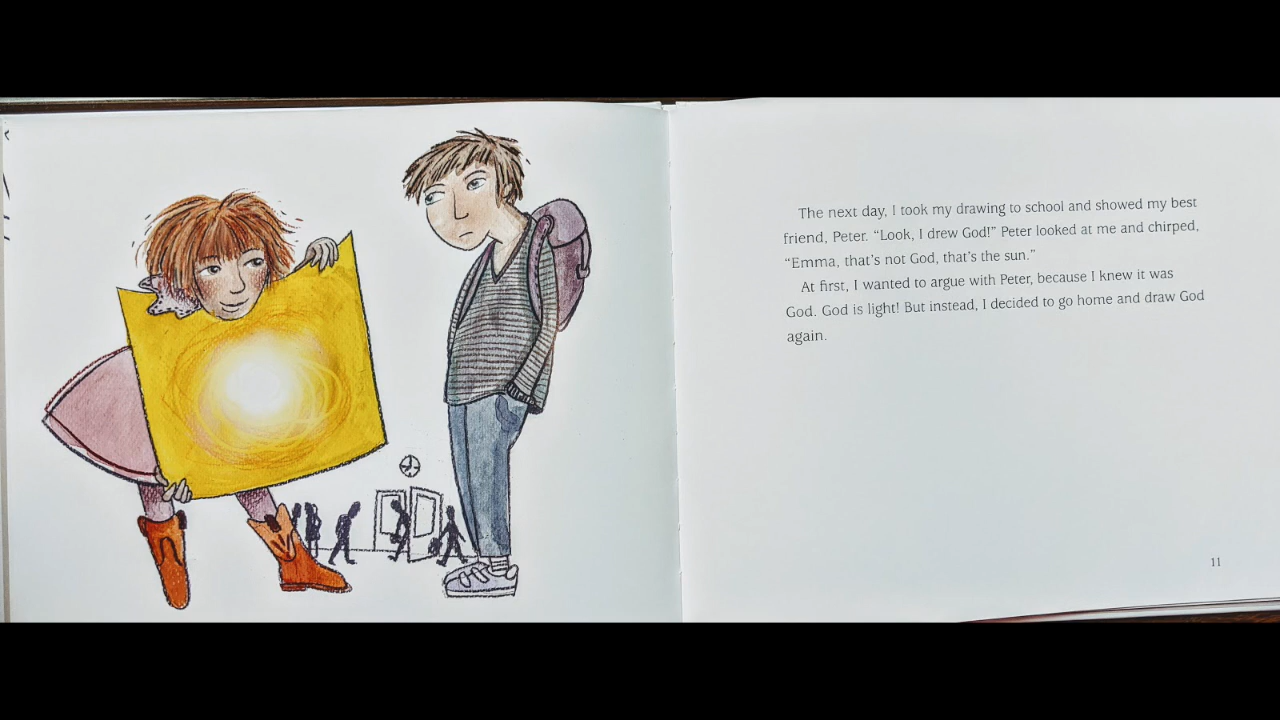 The next day, I took my drawing to school and showed my best
friend, Peter. “Look, I drew God!” Peter looked at me and chirped,
“Emma, that’s not God, that’s the sun.”
At first, I wanted to argue with Peter, because I knew it was
God. God is light! But instead, I decided to go home and draw God
again.
11